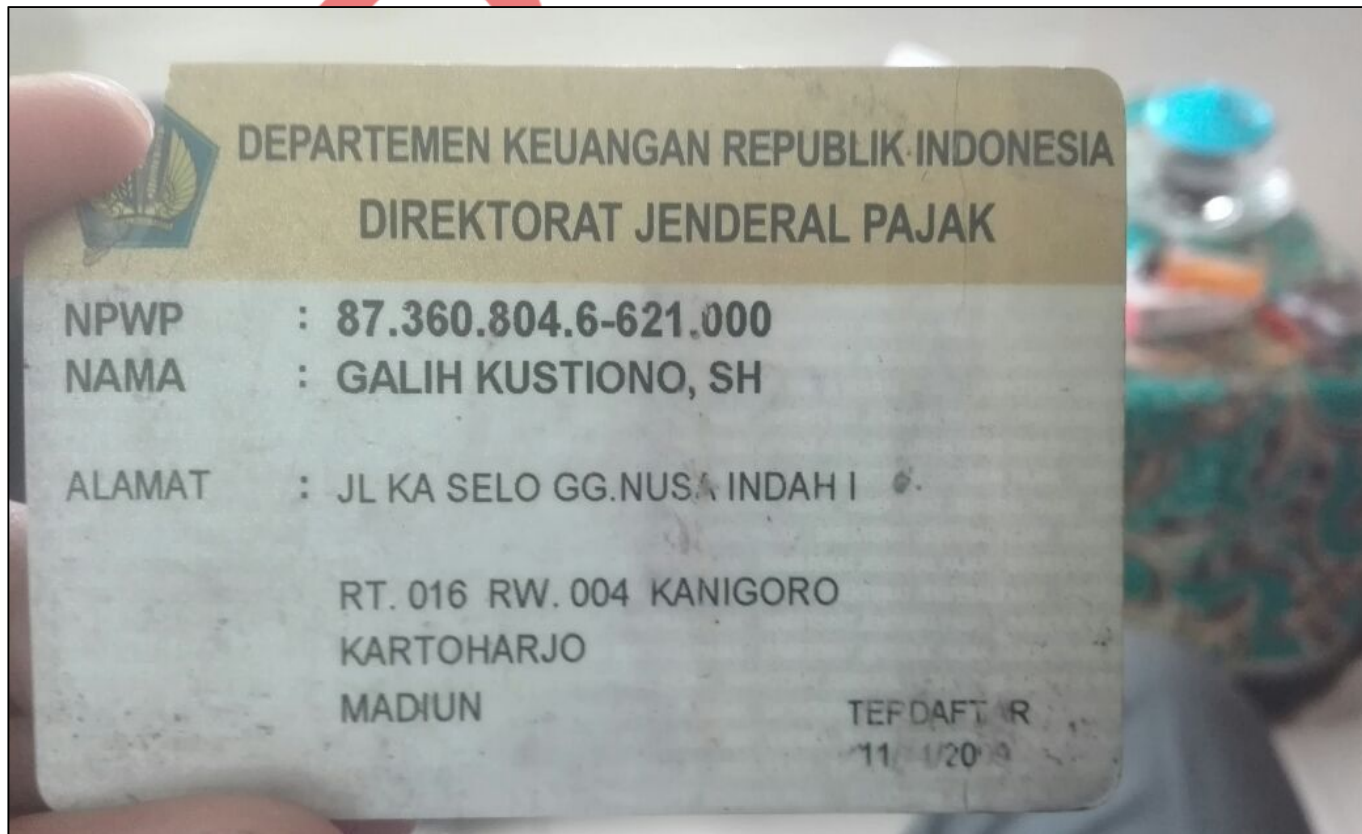 DEPARTEMEN KEUANGAN REPUBLIK INDONESIA
DIREKTORAT JENDERAL PAJAK
NPWP : 87.360.804.6-621.000
NAMA : GALIH KUSTIONO, SH
ALAMAT : JL KA SELO GG.NUSA INDAH I
RT. 016 RW. 004 KANIGORO
KARTOHARJO
MADIUN
TERDAFTAR